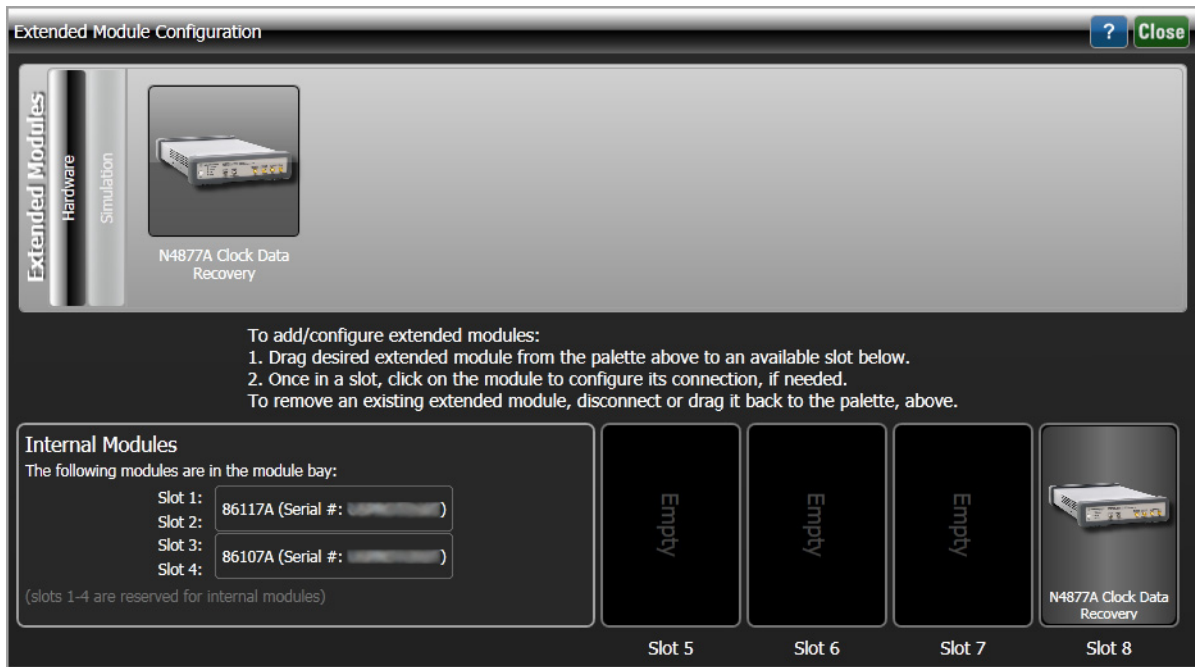 Extended Module Configuration
? Close
Extended Modules
Hardware
Simulation
N4877A Clock Data
Recovery
To add/configure extended modules:
1. Drag desired extended module from the palette above to an available slot below.
2. Once in a slot, click on the module to configure its connection, if needed.
To remove an existing extended module, disconnect or drag it back to the palette, above.
Internal Modules
The following modules are in the module bay:
Slot 1:
Slot 2:
86117A (Serial #: )
Slot 3:
Slot 4:
86107A (Serial #: )
(slots 1-4 are reserved for internal modules)
Empty
Empty
Empty
N4877A Clock Data
Recovery
Slot 5
Slot 6
Slot 7
Slot 8